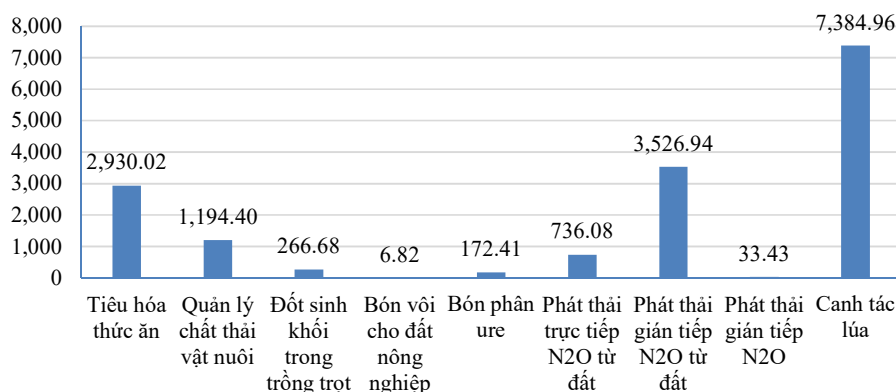 8,000
7,000
6,000
5,000
4,000
3,000
2,000
1,000
0
2,930.02
1,194.40
266.68
6.82
172.41
736.08
3,526.94
33.43
7,384.96
Tiêu hóa
thức ăn
Quản lý
chất thải
vật nuôi
Đốt sinh
khối
trong
trồng trọt
Bón vôi
cho đất
nông
nghiệp
Bón phân
ure
Phát thải
trực tiếp
N2O từ
đất
Phát thải
gián tiếp
N2O từ
đất
Phát thải
gián tiếp
N2O
Canh tác
lúa